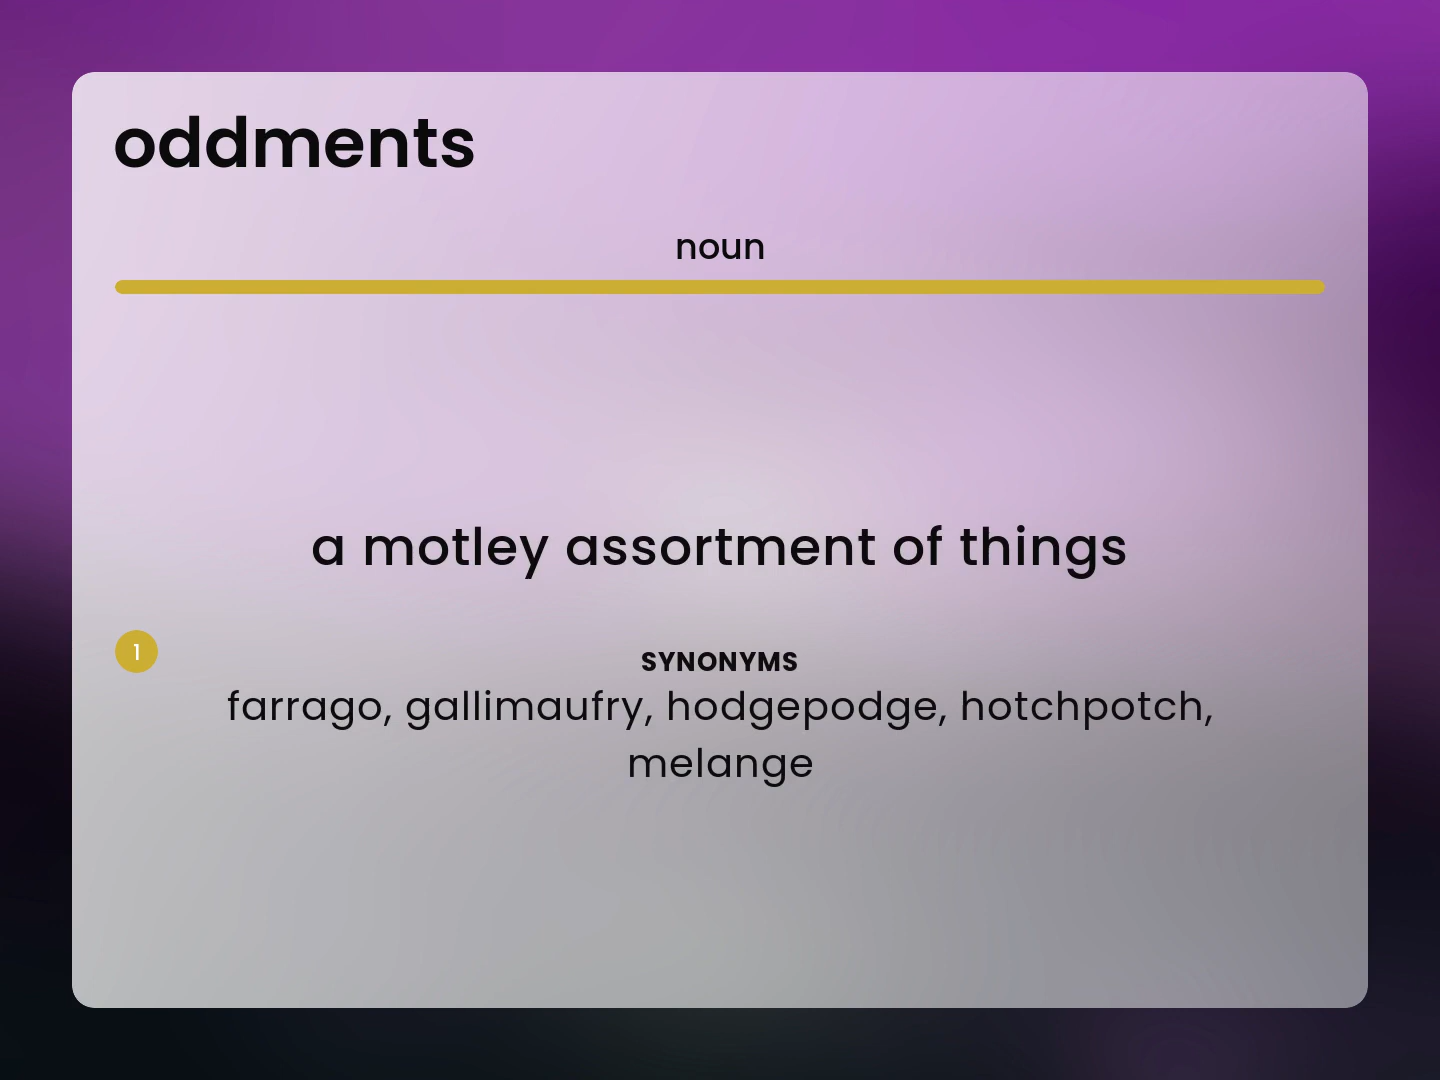 oddments
noun
a motley assortment of things
1
SYNONYMS
farrago, gallimaufry, hodgepodge, hotchpotch,
melange